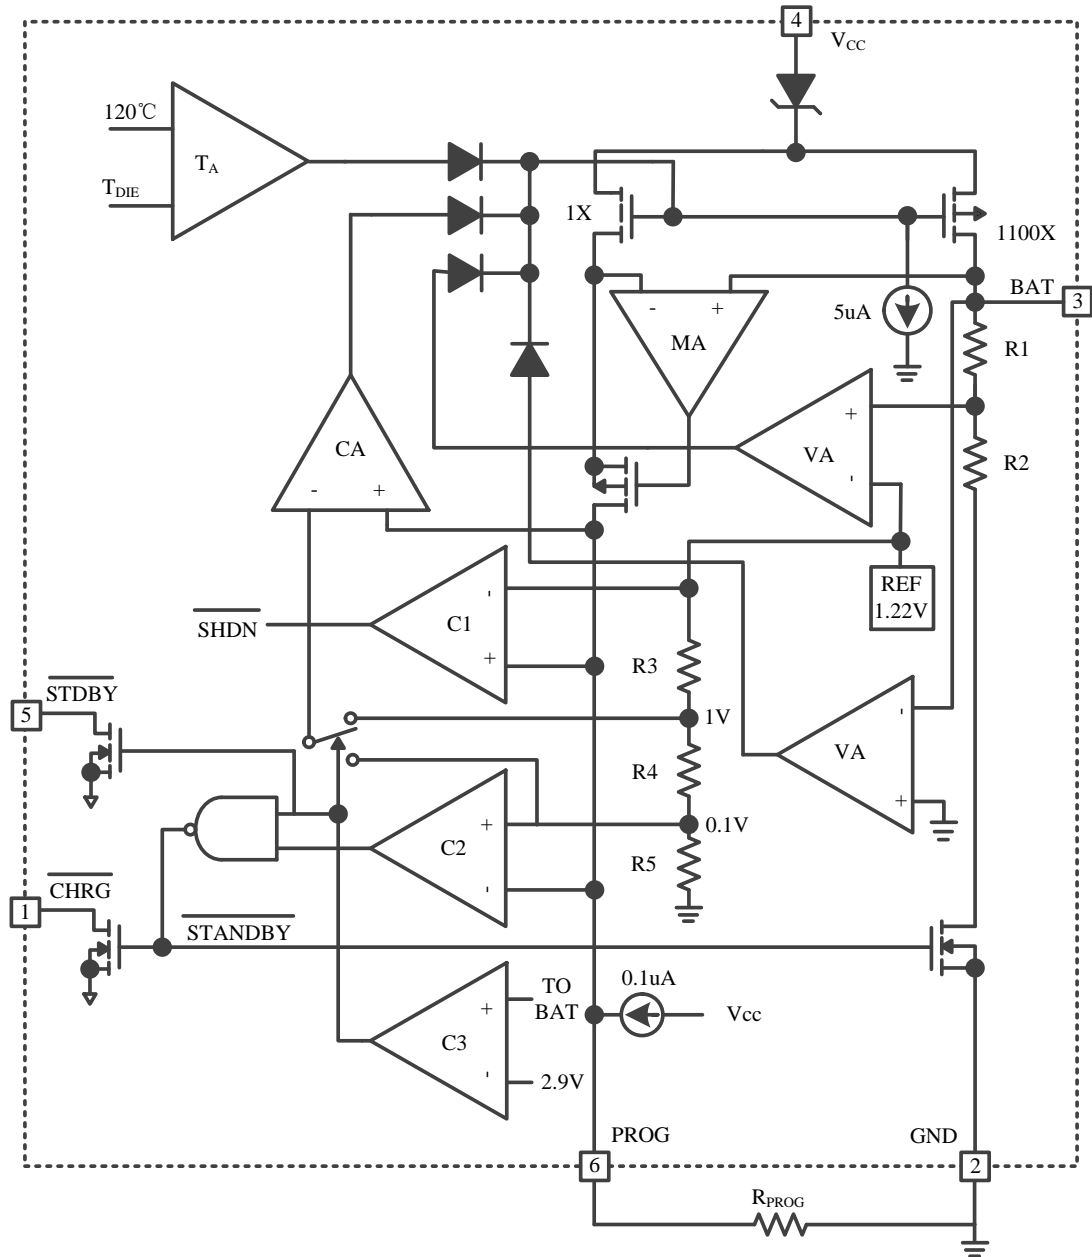 4
VCC
120℃
TA
TDIE
1X
1100X
BAT
3
5uA
- +
MA
R1
CA
- +
+
VA
-
R2
REF
1.22V
SHDN
-
C1
+
R3
STDBY
5
1V
-
VA
+
R4
+
C2
-
0.1V
R5
CHRG
1
STANDBY
0.1uA
TO
BAT
+
C3
-
Vcc
2.9V
PROG
GND
6
2
RPROG